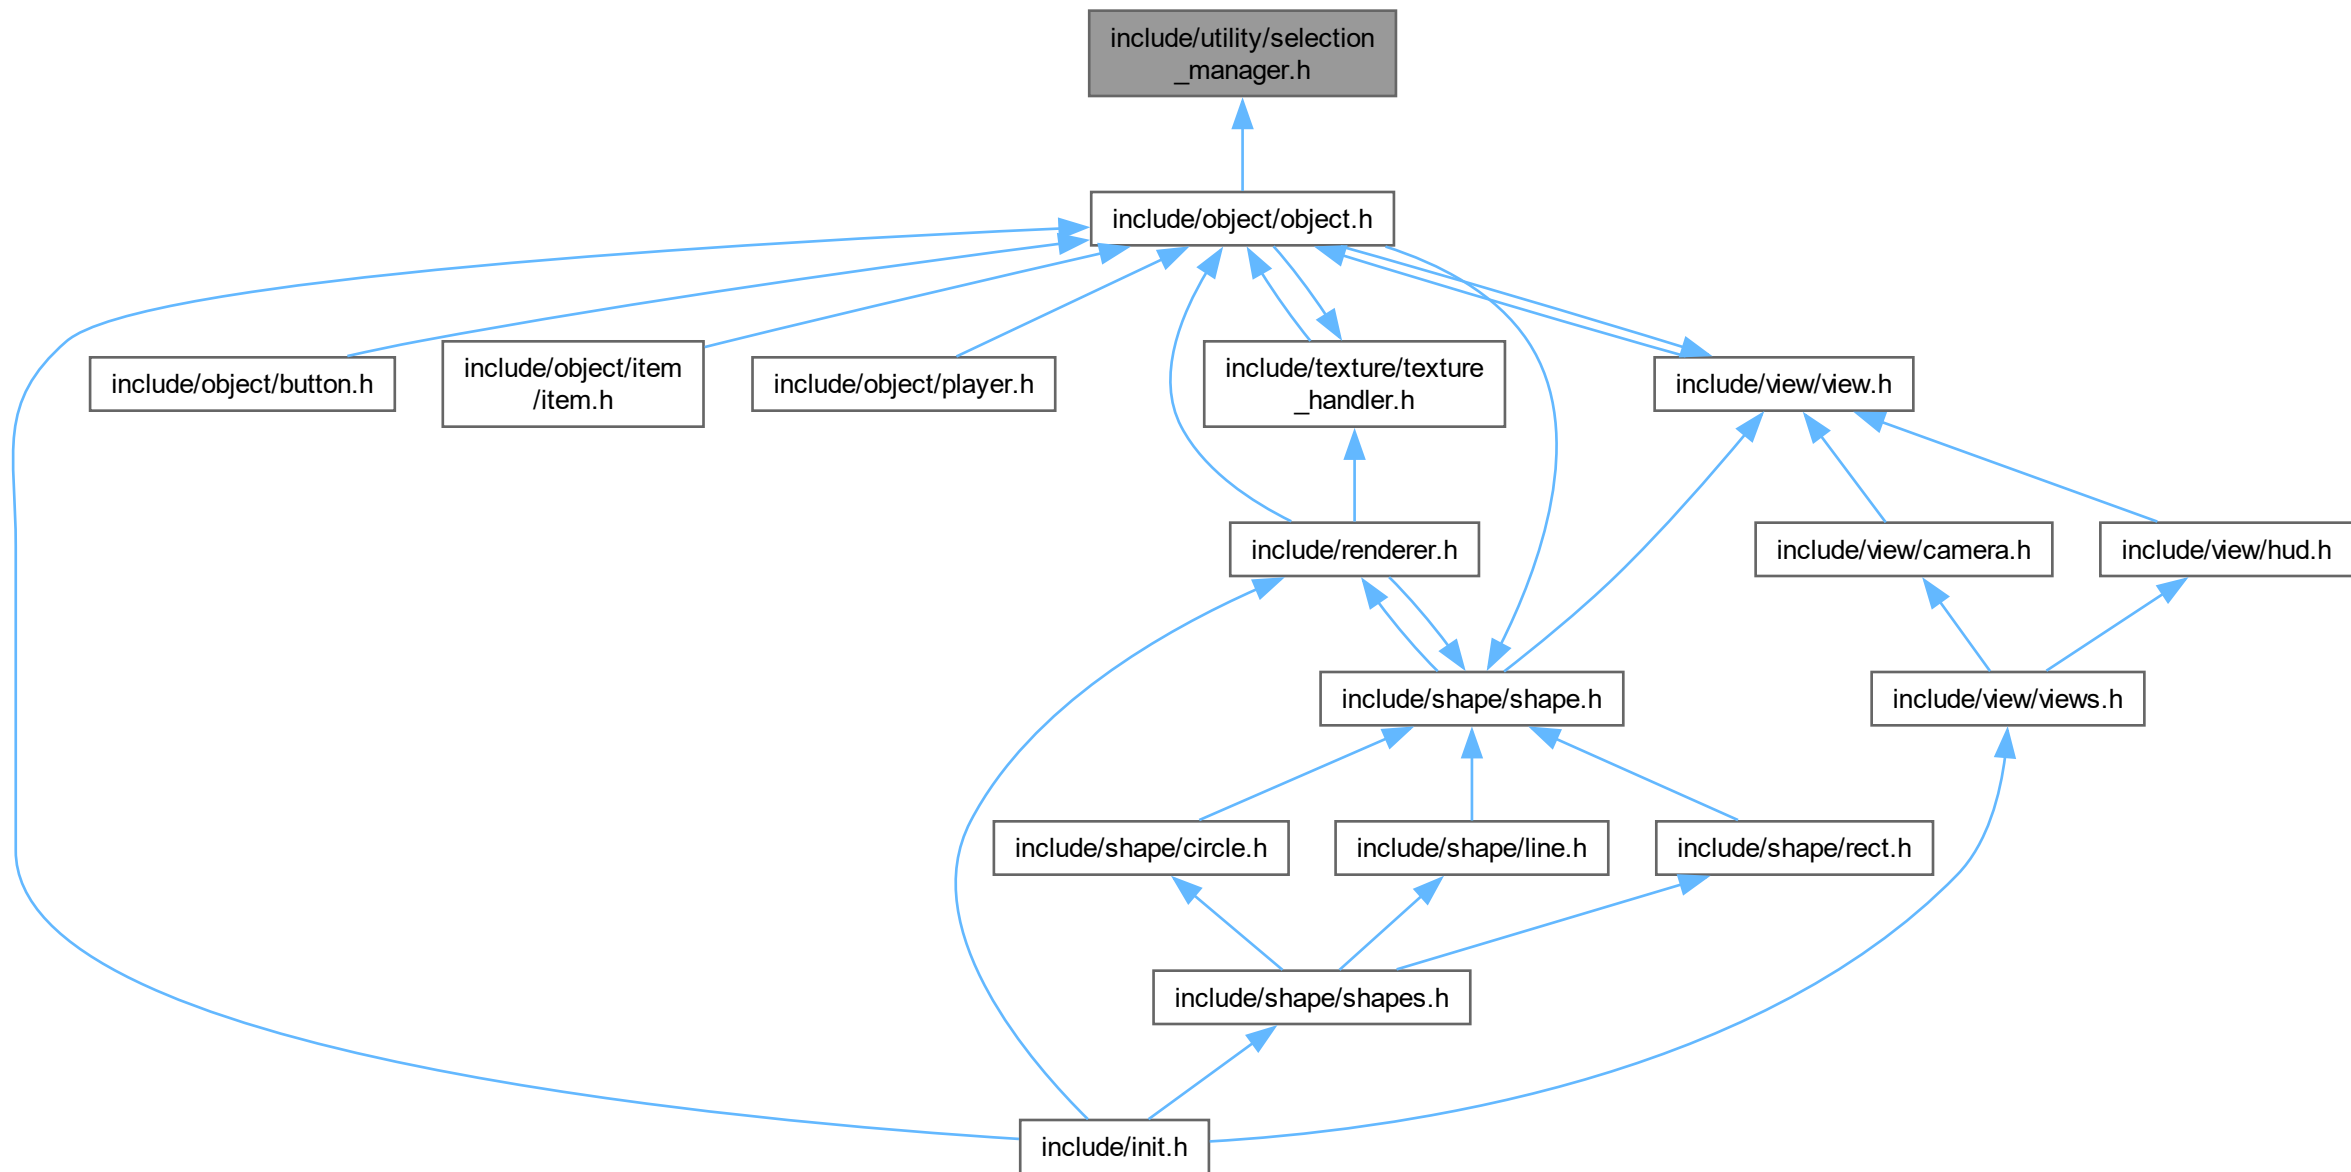 include/utility/selection
_manager.h
include/object/object.h
include/object/button.h
include/object/item
/item.h
include/object/player.h
include/texture/texture
_handler.h
include/view/view.h
include/renderer.h
include/view/camera.h
include/view/hud.h
include/shape/shape.h
include/view/views.h
include/shape/circle.h
include/shape/line.h
include/shape/rect.h
include/shape/shapes.h
include/init.h